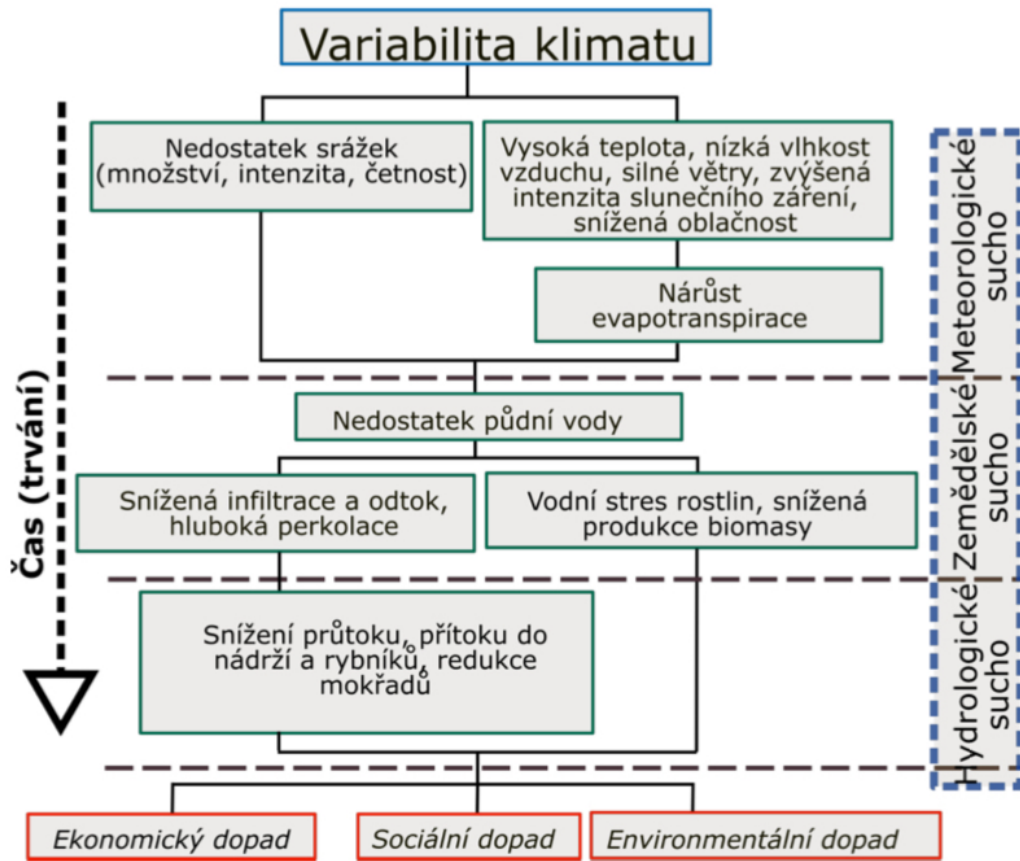 Variabilita klimatu
Nedostatek srážek
(množství, intenzita, četnost)
Vysoká teplota, nízká vlhkost
vzduchu, silné větry, zvýšená
intenzita slunečního záření,
snížená oblačnost
Nárůst
evapotranspirace
Meteorologické
sucho
Nedostatek půdní vody
Snížená infiltrace a odtok,
hluboká perkolace
Vodní stres rostlin, snížená
produkce biomasy
Zemědělské
sucho
Čas (trvání)
Snížení průtoku, přítoku do
nádrží a rybníků, redukce
mokřadů
Hydrologické
sucho
Ekonomický dopad
Sociální dopad
Environmentální dopad